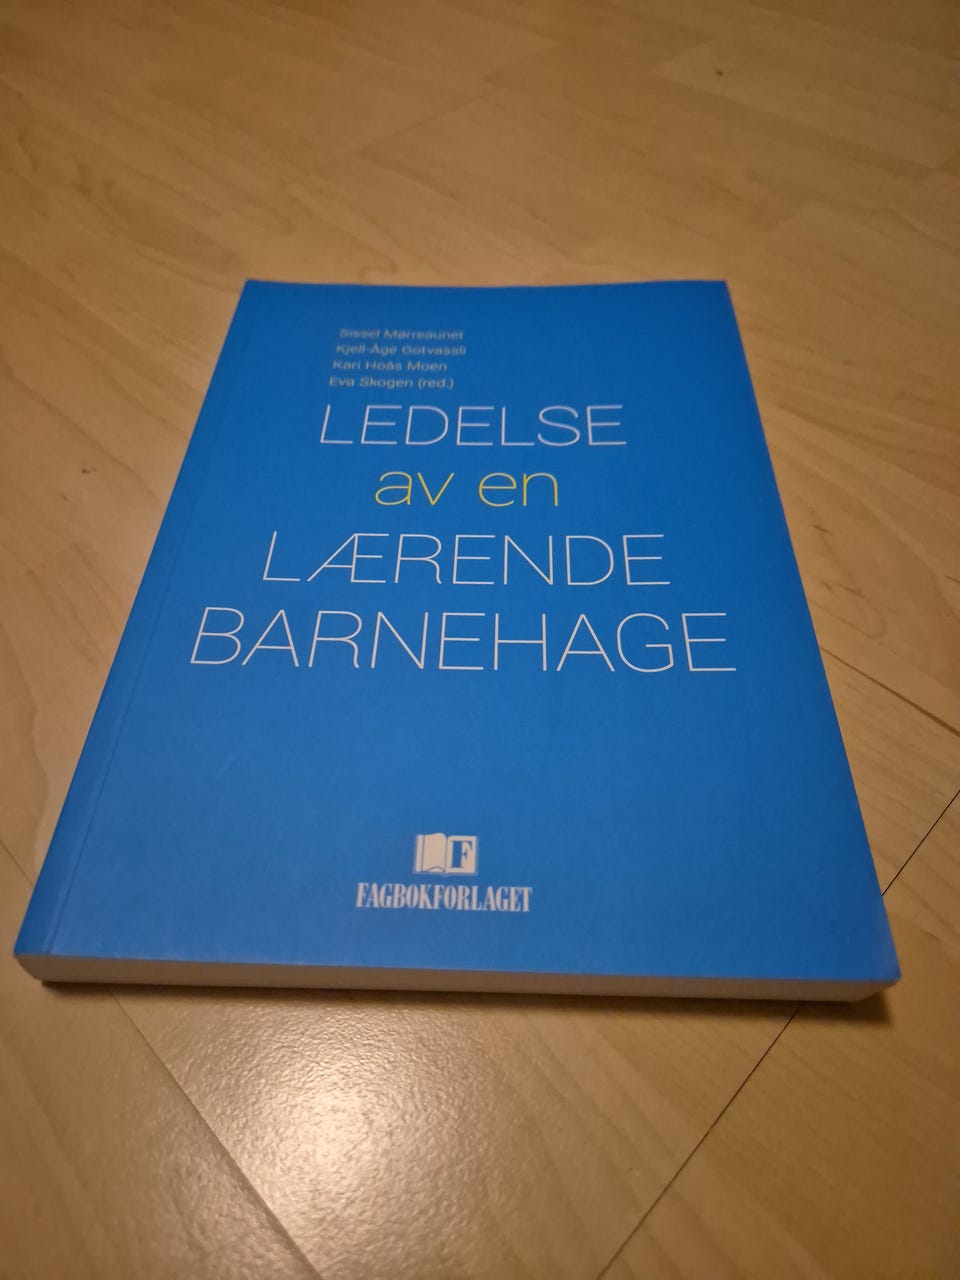 Sissel Mørreaunet
Kjell-Åge Gotvassli
Kari Hoås Moen
Eva Skogen (red.)
LEDELSE
av en
LÆRENDE
BARNEHAGE
F
FAGBOKFORLAGET